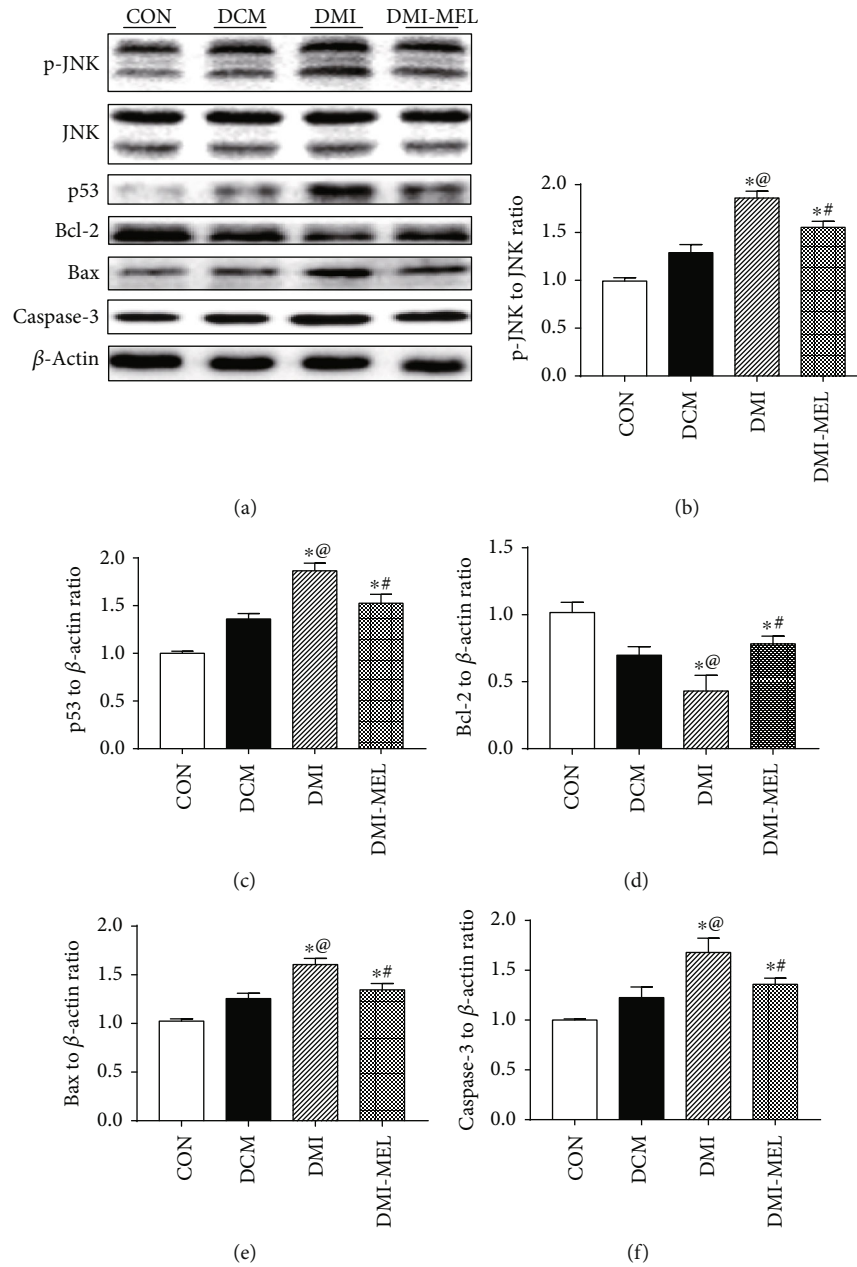 CON DCM DMI DMI-MEL
p-JNK
JNK
p53
Bcl-2
Bax
Caspase-3
β-Actin
(a)
p-JNK to JNK ratio
2.0
1.5
1.0
0.5
0.0
*@
*#
CON
DCM
DMI
DMI-MEL
(b)
p53 to β-actin ratio
2.0
1.5
1.0
0.5
0.0
*@
*#
CON
DCM
DMI
DMI-MEL
(c)
Bcl-2 to β-actin ratio
1.5
1.0
0.5
0.0
*@
*#
CON
DCM
DMI
DMI-MEL
(d)
Bax to β-actin ratio
2.0
1.5
1.0
0.5
0.0
*@
*#
CON
DCM
DMI
DMI-MEL
(e)
Caspase-3 to β-actin ratio
2.0
1.5
1.0
0.5
0.0
*@
*#
CON
DCM
DMI
DMI-MEL
(f)